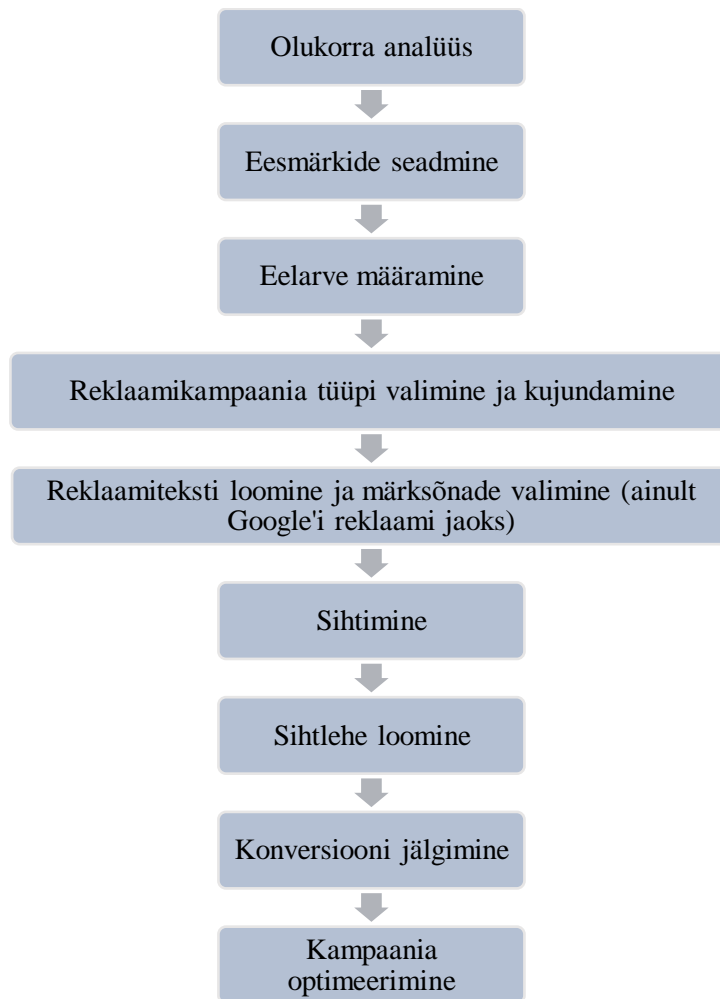 Olukorra analüüs
Eesmärkide seadmine
Eelarve määramine
Reklaamikampaania tüüpi valimine ja kujundamine
Reklaamiteksti loomine ja märksõnade valimine (ainult
Google'i reklaami jaoks)
Sihtimine
Sihtlehe loomine
Konversiooni jälgimine
Kampaania
optimeerimine